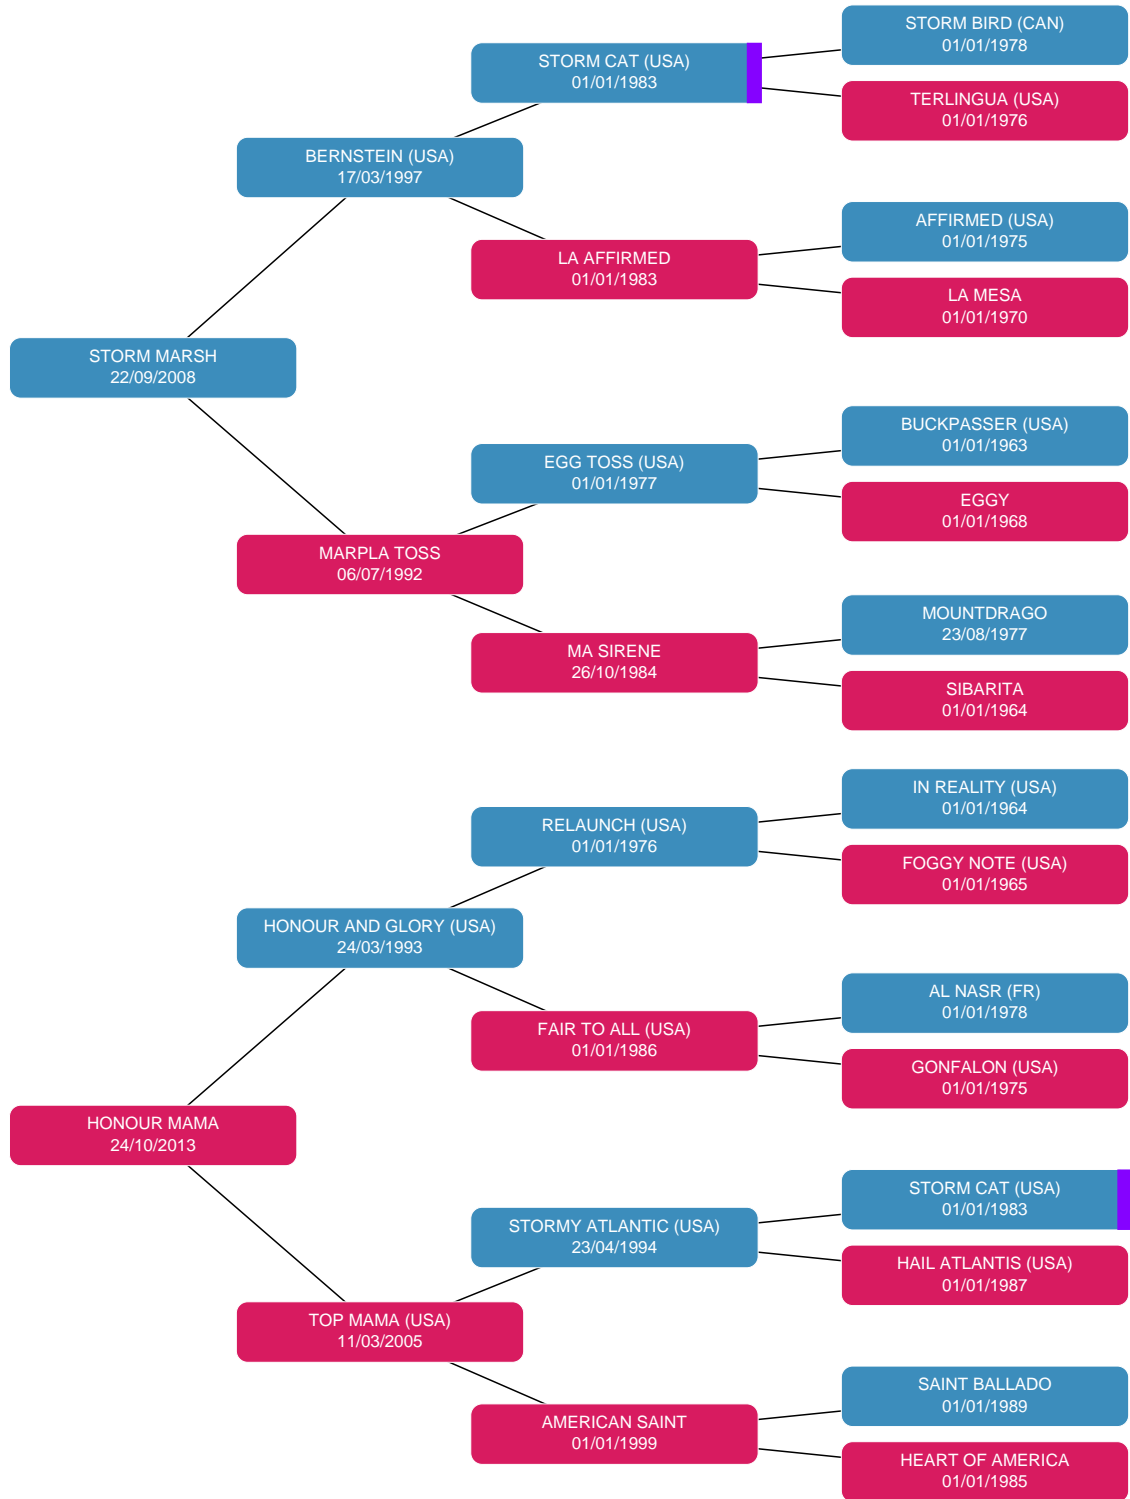 STORM BIRD (CAN)
01/01/1978
STORM CAT (USA)
01/01/1983
TERLINGUA (USA)
01/01/1976
BERNSTEIN (USA)
17/03/1997
AFFIRMED (USA)
01/01/1975
LA AFFIRMED
01/01/1983
LA MESA
01/01/1970
STORM MARSH
22/09/2008
BUCKPASSER (USA)
01/01/1963
EGG TOSS (USA)
01/01/1977
EGGY
01/01/1968
MARPLA TOSS
06/07/1992
MOUNTDRAGO
23/08/1977
MA SIRENE
26/10/1984
SIBARITA
01/01/1964
IN REALITY (USA)
01/01/1964
RELAUNCH (USA)
01/01/1976
FOGGY NOTE (USA)
01/01/1965
HONOUR AND GLORY (USA)
24/03/1993
AL NASR (FR)
01/01/1978
FAIR TO ALL (USA)
01/01/1986
GONFALON (USA)
01/01/1975
HONOUR MAMA
24/10/2013
STORM CAT (USA)
01/01/1983
STORMY ATLANTIC (USA)
23/04/1994
HAIL ATLANTIS (USA)
01/01/1987
TOP MAMA (USA)
11/03/2005
SAINT BALLADO
01/01/1989
AMERICAN SAINT
01/01/1999
HEART OF AMERICA
01/01/1985